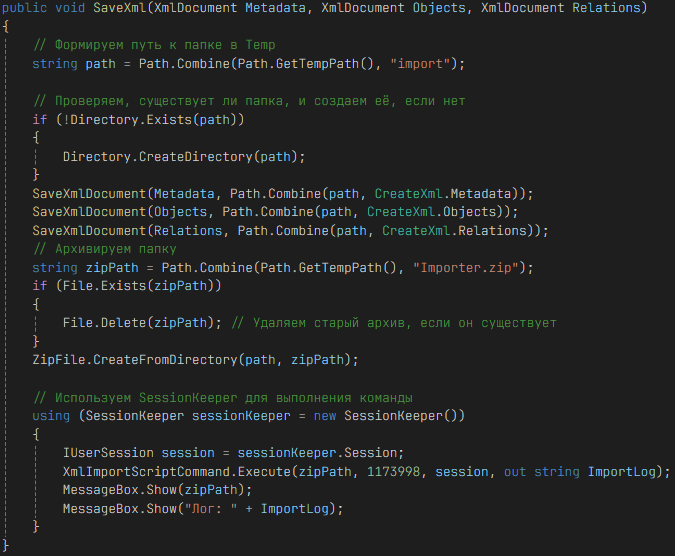 public void SaveXml(XmlDocument Metadata, XmlDocument Objects, XmlDocument Relations)
{
// Формируем путь к папке в Temp
string path = Path.Combine(Path.GetTempPath(), "import");
// Проверяем, существует ли папка, и создаем её, если нет
if (!Directory.Exists(path))
{
Directory.CreateDirectory(path);
}
SaveXmlDocument(Metadata, Path.Combine(path, CreateXml.Metadata));
SaveXmlDocument(Objects, Path.Combine(path, CreateXml.Objects));
SaveXmlDocument(Relations, Path.Combine(path, CreateXml.Relations));
// Архивируем папку
string zipPath = Path.Combine(Path.GetTempPath(), "Importer.zip");
if (File.Exists(zipPath))
{
File.Delete(zipPath); // Удаляем старый архив, если он существует
}
ZipFile.CreateFromDirectory(path, zipPath);
// Используем SessionKeeper для выполнения команды
using (SessionKeeper sessionKeeper = new SessionKeeper())
{
IUserSession session = sessionKeeper.Session;
XmlImportScriptCommand.Execute(zipPath, 1173998, session, out string ImportLog);
MessageBox.Show(zipPath);
MessageBox.Show("Лог: " + ImportLog);
}
}